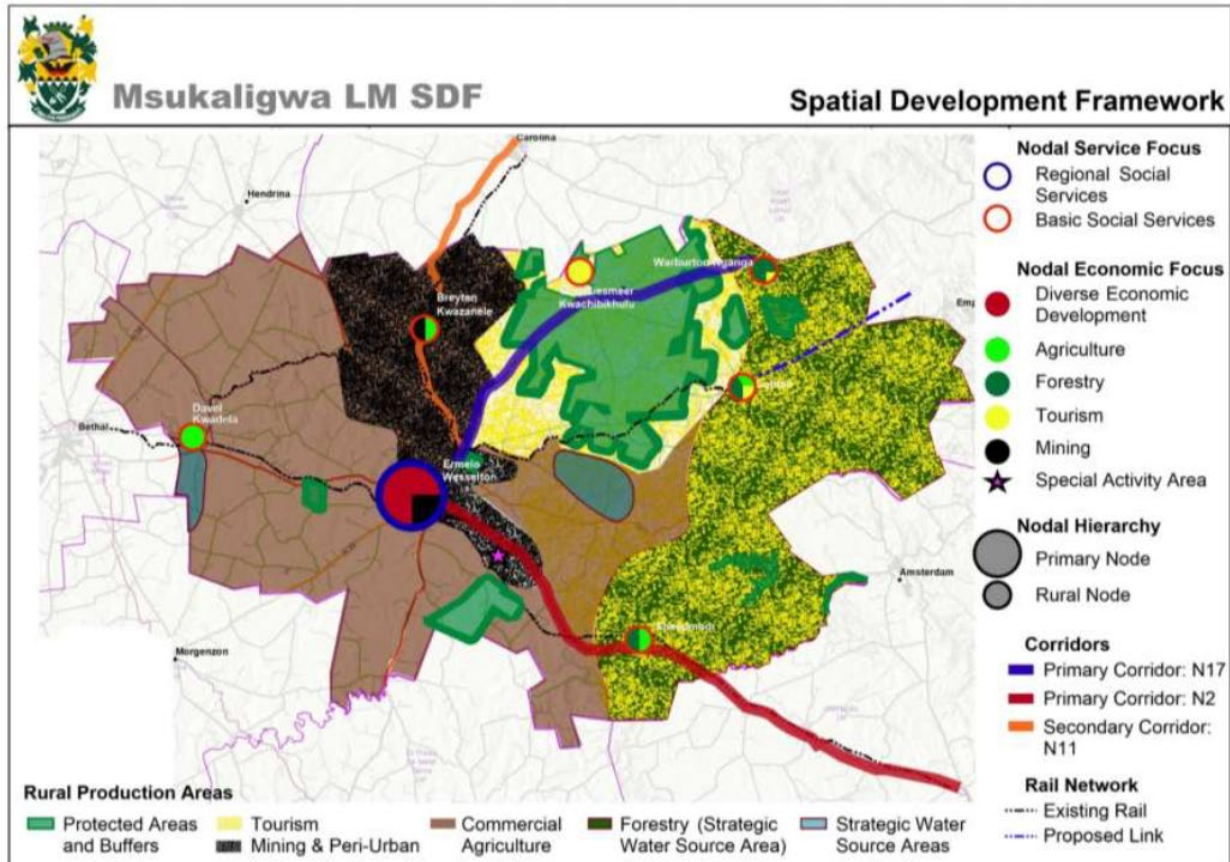 Msukaligwa LM SDF
Spatial Development Framework
Carolina
Hendrina
Warburton Nganga
Kwachibikhulu
Breyten
Kwazanele
Davel
Kwadela
Bethal
Ermelo
Wesselton
Amsterdam
Morgenzon
Nodal Service Focus
Regional Social
Services
Basic Social Services
Nodal Economic Focus
Diverse Economic
Development
Agriculture
Forestry
Tourism
Mining
Special Activity Area
Nodal Hierarchy
Primary Node
Rural Node
Corridors
Primary Corridor: N17
Primary Corridor: N2
Secondary Corridor:
N11
Rail Network
Existing Rail
Proposed Link
Rural Production Areas
Protected Areas
and Buffers
Tourism
Mining & Peri-Urban
Commercial
Agriculture
Forestry (Strategic
Water Source Area)
Strategic Water
Source Areas